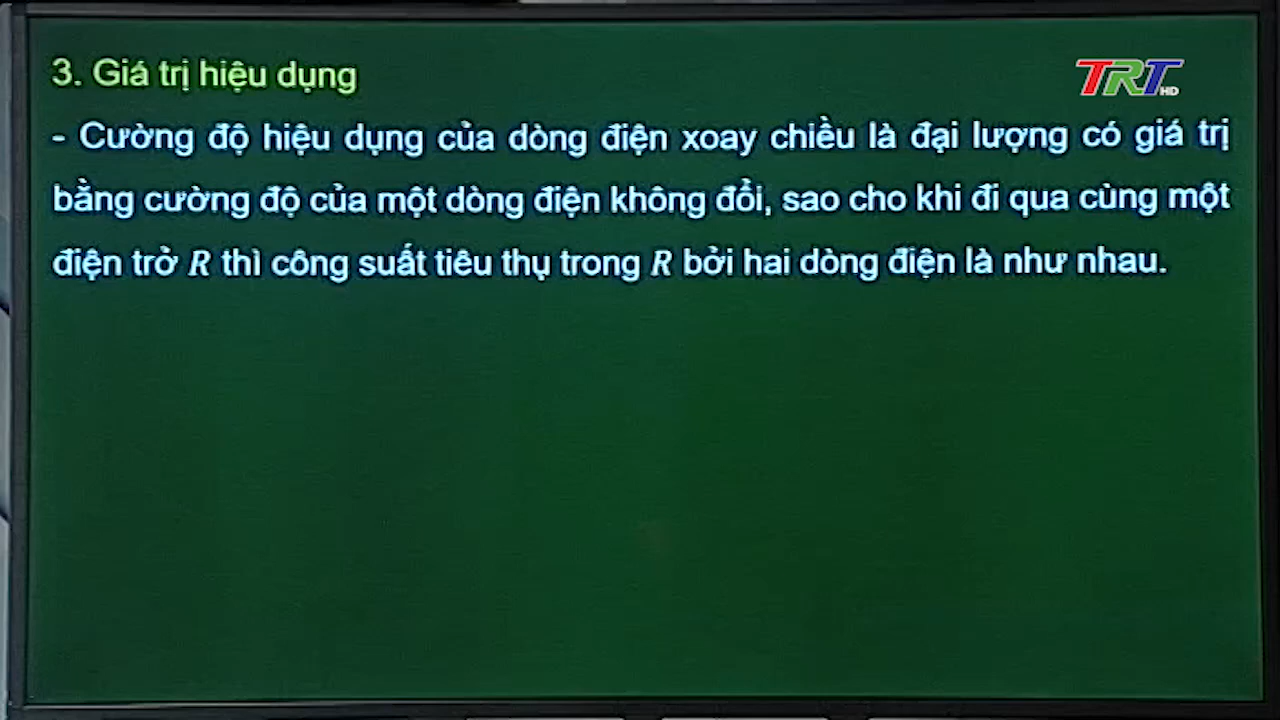 3. Giá trị hiệu dụng
TRT HD
- Cường độ hiệu dụng của dòng điện xoay chiều là đại lượng có giá trị
bằng cường độ của một dòng điện không đổi, sao cho khi đi qua cùng một
điện trở R thì công suất tiêu thụ trong R bởi hai dòng điện là như nhau.